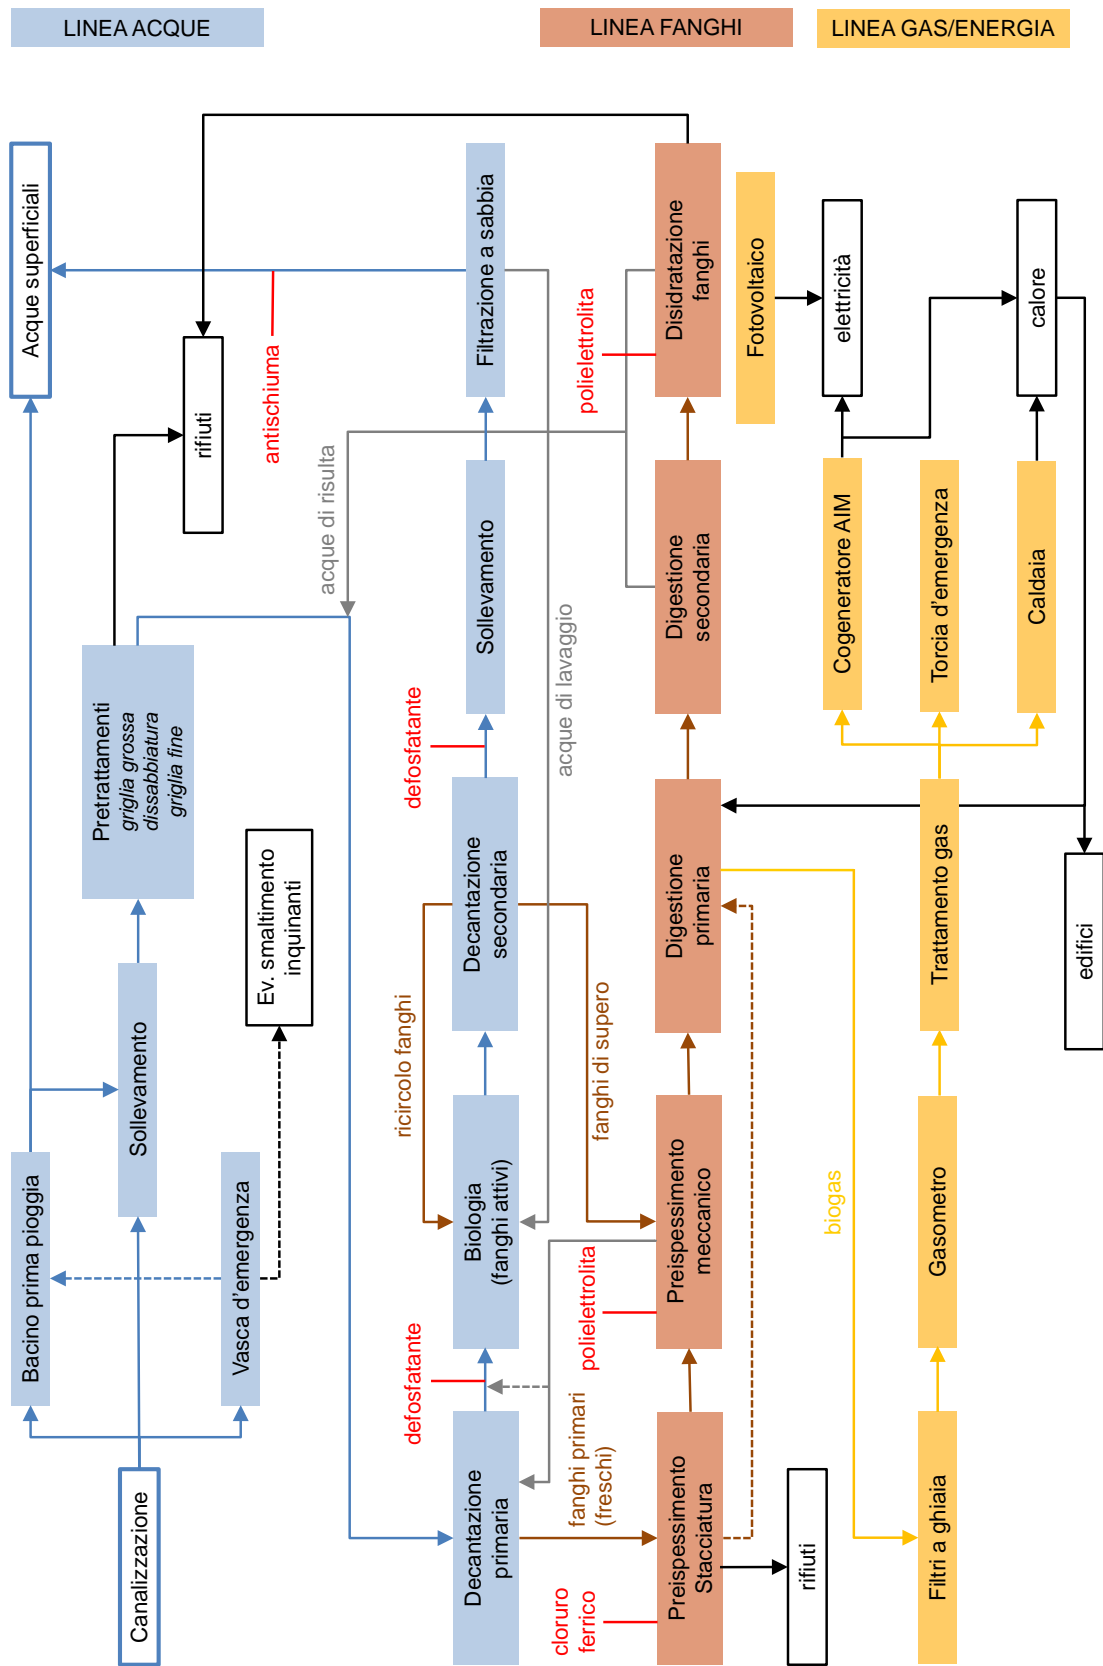 LINEA ACQUE
LINEA FANGHI
LINEA GAS/ENERGIA
Canalizzazione
Bacino prima pioggia
Vasca d'emergenza
Sollevamento
Ev. smaltimento
inquinanti
Pretrattamenti
griglia grossa
dissabbiatura
griglia fine
rifiuti
Acque superficiali
antischiuma
acque di risulta
Decantazione
primaria
defosfatante
Biologia
(fanghi attivi)
ricircolo fanghi
Decantazione
secondaria
defosfatante
Sollevamento
Filtrazione a sabbia
acque di lavaggio
fanghi primari
(freschi)
fanghi di supero
cloruro
ferrico
Preispessimento
Stacciatura
rifiuti
polielettrolita
Preispessimento
meccanico
Digestione
primaria
Digestione
secondaria
polielettrolita
Disidratazione
fanghi
biogas
Filtri a ghiaia
Gasometro
Trattamento gas
Cogeneratore AIM
Torcia d'emergenza
Caldaia
Fotovoltaico
elettricità
calore
edifici